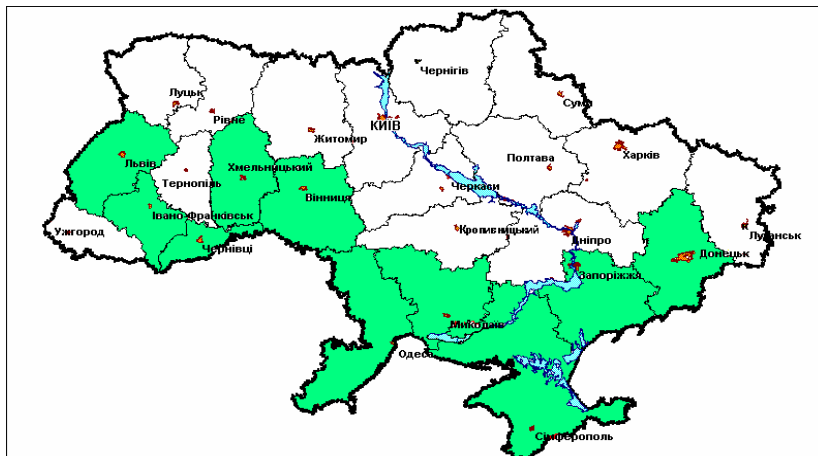 Чернігів
Суми
Луцьк
Рівне
КИЇВ
Житомир
Харків
Полтава
Львів
Хмельницький
Тернопіль
Вінниця
Черкаси
Івано-Франківськ
Ужгород
Кропивницький
Луганськ
Чернівці
Дніпро
Донецьк
Запоріжжя
Миколаїв
Одеса
Сімферополь